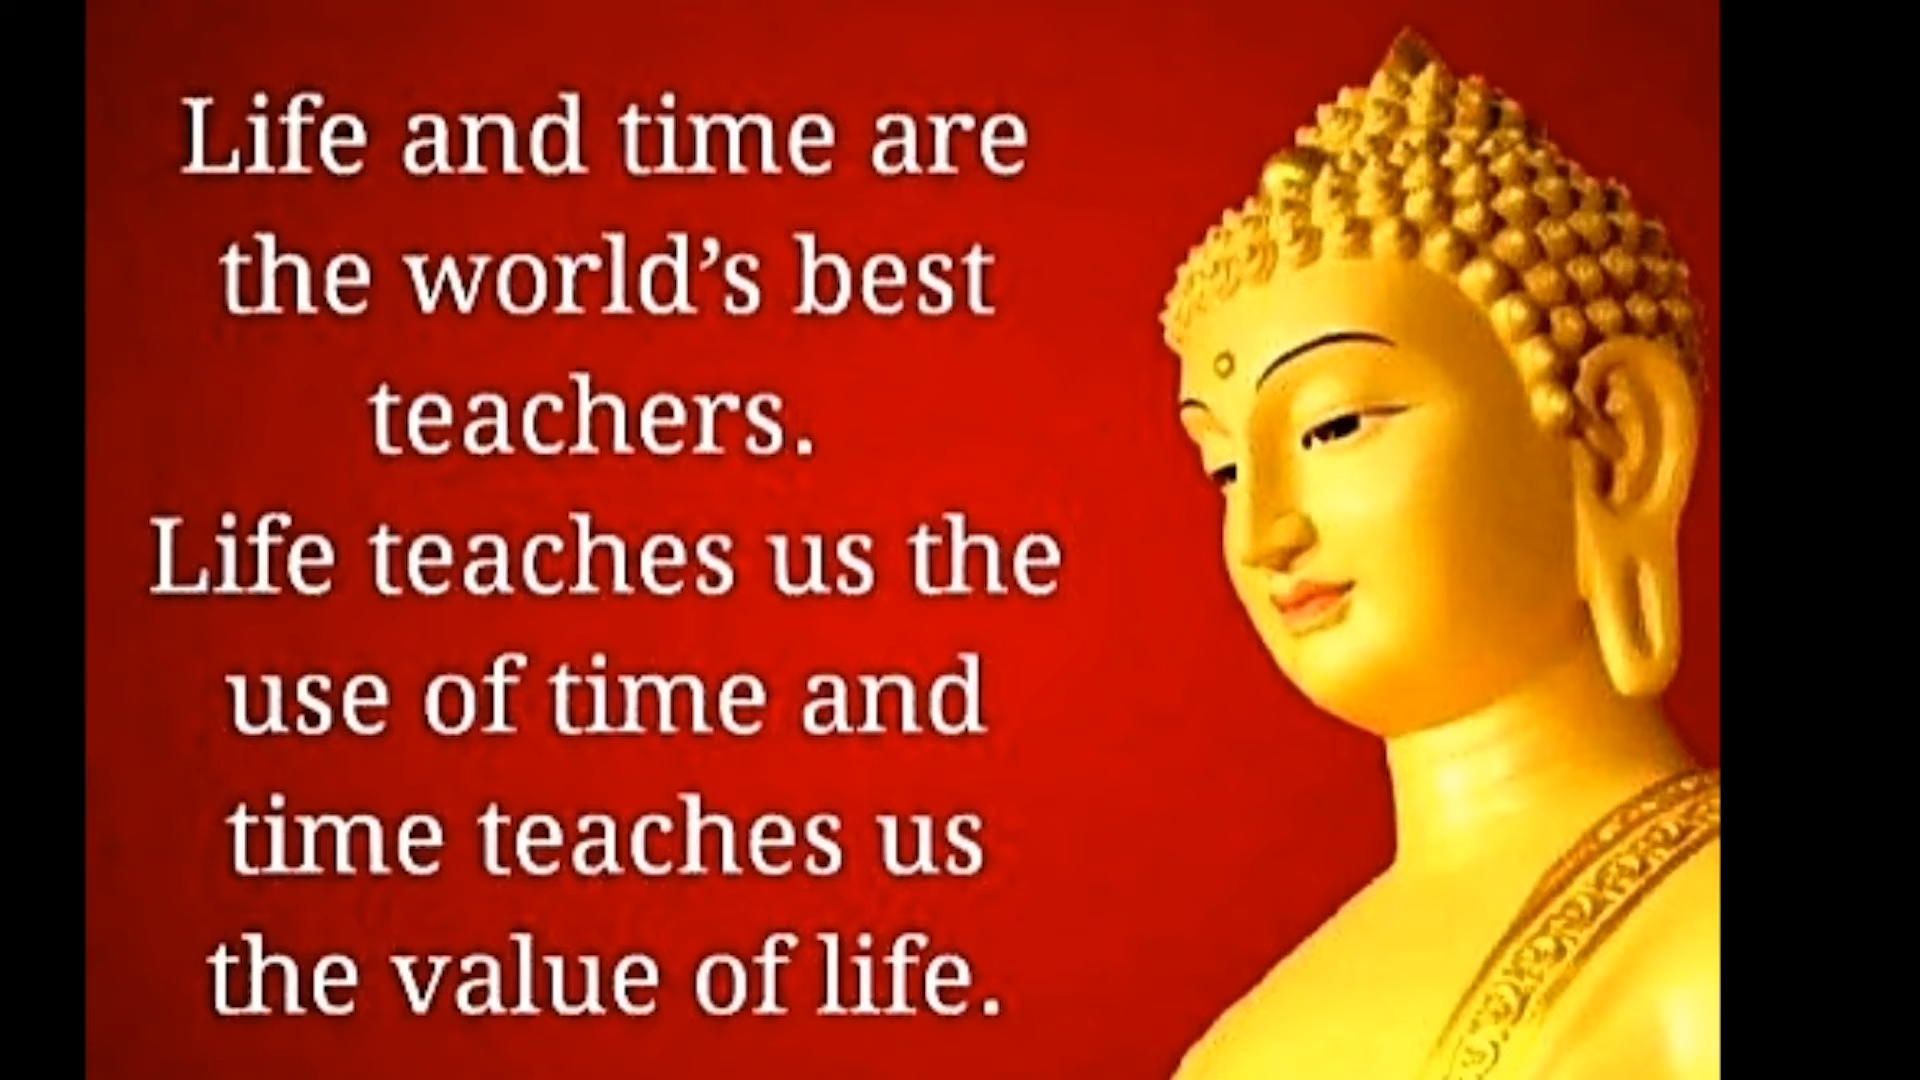 Life and time are
the world’s best
teachers.
Life teaches us the
use of time and
time teaches us
the value of life.